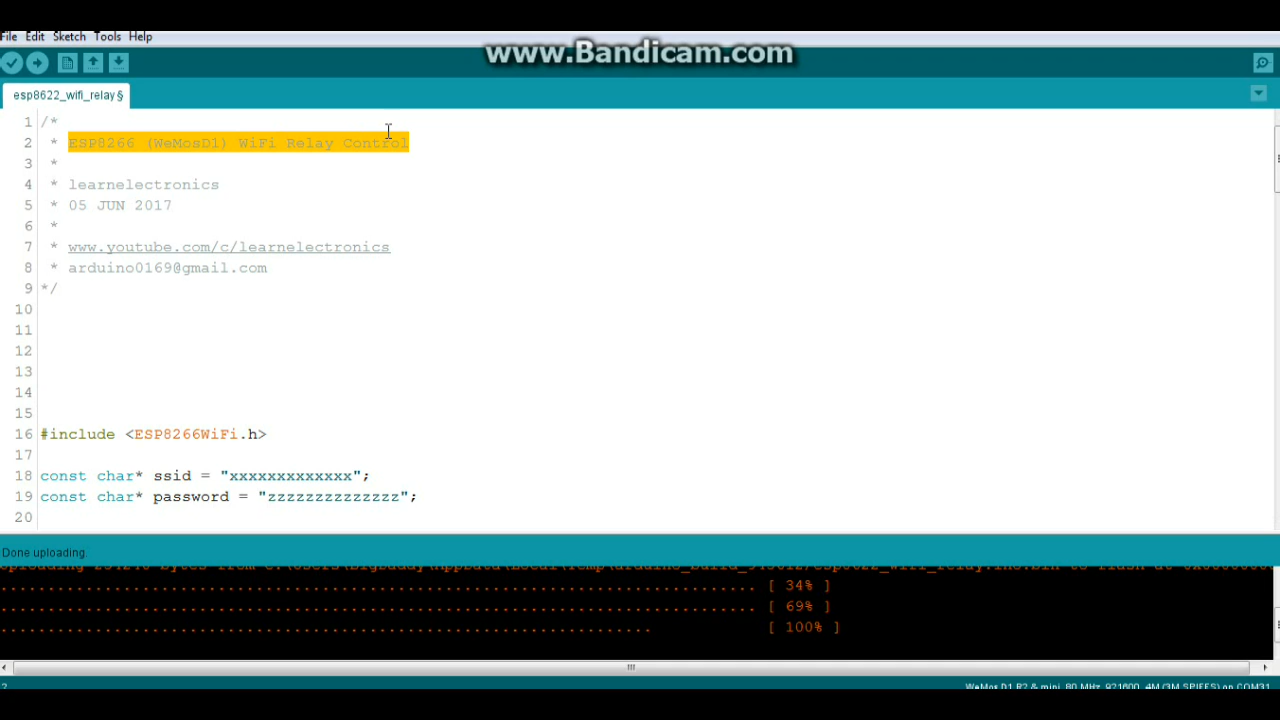 www.Bandicam.com
File Edit Sketch Tools Help
esp8622_wifi_relay§
1 /*
2 * ESP8266 (WeMosD1) WiFi Relay Control
3 *
4 * learnelectronics
5 * 05 JUN 2017
6 *
7 * www.youtube.com/c/learnelectronics
8 * arduino0169@gmail.com
9 */
10
11
12
13
14
15
16 #include <ESP8266WiFi.h>
17
18 const char* ssid = "xxxxxxxxxxxxx";
19 const char* password = "zzzzzzzzzzzzzz";
20
Done uploading.
[ 34% ]
[ 69% ]
[ 100% ]
2
WeMos D1 R2 & mini, 80 MHz, 921600, 4M (3M SPIFFS) on COM31